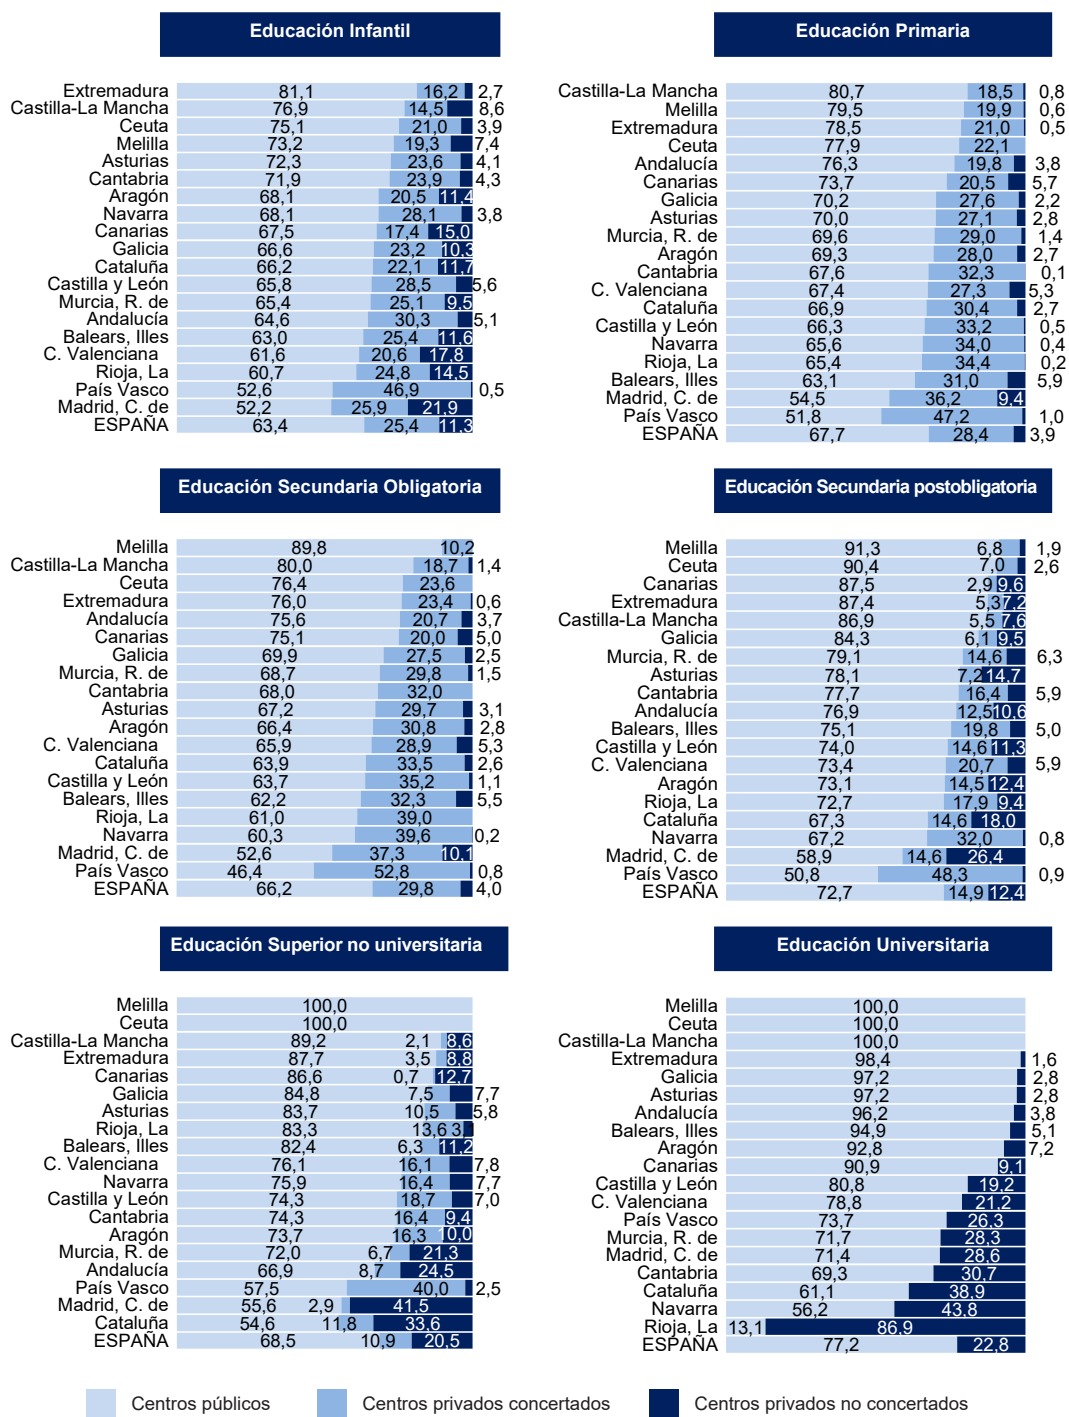 Educación Infantil
Extremadura 81,1 16,2 2,7
Castilla-La Mancha 76,9 14,5 8,6
Ceuta 75,1 21,0 3,9
Melilla 73,2 19,3 7,4
Asturias 72,3 23,6 4,1
Cantabria 71,9 23,9 4,3
Aragón 68,1 20,5 11,4
Navarra 68,1 28,1 3,8
Canarias 67,5 17,4 15,0
Galicia 66,6 23,2 10,3
Cataluña 66,2 22,1 11,7
Castilla y León 65,8 28,5 5,6
Murcia, R. de 65,4 25,1 9,5
Andalucía 64,6 30,3 5,1
Balears, Illes 63,0 25,4 11,6
C. Valenciana 61,6 20,6 17,8
Rioja, La 60,7 24,8 14,5
País Vasco 52,6 46,9 0,5
Madrid, C. de 52,2 25,9 21,9
ESPAÑA 63,4 25,4 11,3
Educación Primaria
Castilla-La Mancha 80,7 18,5 0,8
Melilla 79,5 19,9 0,6
Extremadura 78,5 21,0 0,5
Ceuta 77,9 22,1
Andalucía 76,3 19,8 3,8
Canarias 73,7 20,5 5,7
Galicia 70,2 27,6 2,2
Asturias 70,0 27,1 2,8
Murcia, R. de 69,6 29,0 1,4
Aragón 69,3 28,0 2,7
Cantabria 67,6 32,3 0,1
C. Valenciana 67,4 27,3 5,3
Cataluña 66,9 30,4 2,7
Castilla y León 66,3 33,2 0,5
Navarra 65,6 34,0 0,4
Rioja, La 65,4 34,4 0,2
Balears, Illes 63,1 31,0 5,9
Madrid, C. de 54,5 36,2 9,4
País Vasco 51,8 47,2 1,0
ESPAÑA 67,7 28,4 3,9
Educación Secundaria Obligatoria
Melilla 89,8 10,2
Castilla-La Mancha 80,0 18,7 1,4
Ceuta 76,4 23,6
Extremadura 76,0 23,4 0,6
Andalucía 75,6 20,7 3,7
Canarias 75,1 20,0 5,0
Galicia 69,9 27,5 2,5
Murcia, R. de 68,7 29,8 1,5
Cantabria 68,0 32,0
Asturias 67,2 29,7 3,1
Aragón 66,4 30,8 2,8
C. Valenciana 65,9 28,9 5,3
Cataluña 63,9 33,5 2,6
Castilla y León 63,7 35,2 1,1
Balears, Illes 62,2 32,3 5,5
Rioja, La 61,0 39,0
Navarra 60,3 39,6 0,2
Madrid, C. de 52,6 37,3 10,1
País Vasco 46,4 52,8 0,8
ESPAÑA 66,2 29,8 4,0
Educación Secundaria postobligatoria
Melilla 91,3 6,8 1,9
Ceuta 90,4 7,0 2,6
Canarias 87,5 2,9 9,6
Extremadura 87,4 5,3 7,2
Castilla-La Mancha 86,9 5,5 7,6
Galicia 84,3 6,1 9,5
Murcia, R. de 79,1 14,6 6,3
Asturias 78,1 7,2 14,7
Cantabria 77,7 16,4 5,9
Andalucía 76,9 12,5 10,6
Balears, Illes 75,1 19,8 5,0
Castilla y León 74,0 14,6 11,3
C. Valenciana 73,4 20,7 5,9
Aragón 73,1 14,5 12,4
Rioja, La 72,7 17,9 9,4
Cataluña 67,3 14,6 18,0
Navarra 67,2 32,0 0,8
Madrid, C. de 58,9 14,6 26,4
País Vasco 50,8 48,3 0,9
ESPAÑA 72,7 14,9 12,4
Educación Superior no universitaria
Melilla 100,0
Ceuta 100,0
Castilla-La Mancha 89,2 2,1 8,6
Extremadura 87,7 3,5 8,8
Canarias 86,6 0,7 12,7
Galicia 84,8 7,5 7,7
Asturias 83,7 10,5 5,8
Rioja, La 83,3 13,6 3,1
Balears, Illes 82,4 6,3 11,2
C. Valenciana 76,1 16,1 7,8
Navarra 75,9 16,4 7,7
Castilla y León 74,3 18,7 7,0
Cantabria 74,3 16,4 9,4
Aragón 73,7 16,3 10,0
Murcia, R. de 72,0 6,7 21,3
Andalucía 66,9 8,7 24,5
País Vasco 57,5 40,0 2,5
Madrid, C. de 55,6 2,9 41,5
Cataluña 54,6 11,8 33,6
ESPAÑA 68,5 10,9 20,5
Educación Universitaria
Melilla 100,0
Ceuta 100,0
Castilla-La Mancha 100,0
Extremadura 98,4 1,6
Galicia 97,2 2,8
Asturias 97,2 2,8
Andalucía 96,2 3,8
Balears, Illes 94,9 5,1
Aragón 92,8 7,2
Canarias 90,9 9,1
Castilla y León 80,8 19,2
C. Valenciana 78,8 21,2
País Vasco 73,7 26,3
Murcia, R. de 71,7 28,3
Madrid, C. de 71,4 28,6
Cantabria 69,3 30,7
Cataluña 61,1 38,9
Navarra 56,2 43,8
Rioja, La 13,1 86,9
ESPAÑA 77,2 22,8
Centros públicos
Centros privados concertados
Centros privados no concertados